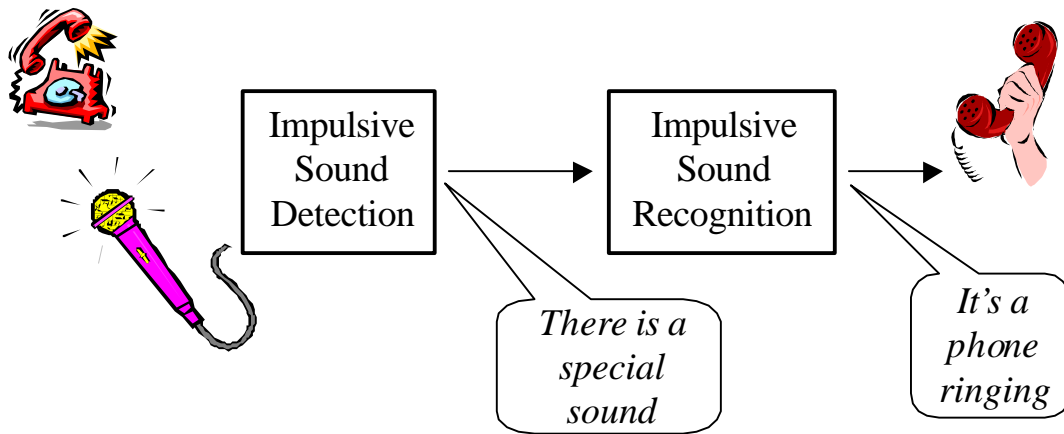 Impulsive
Sound
Detection
Impulsive
Sound
Recognition
There is a
special
sound
It's a
phone
ringing